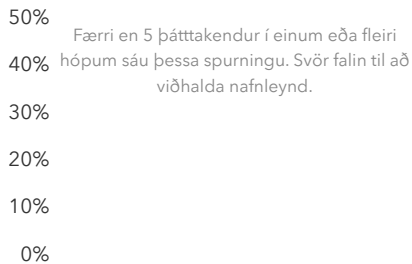 50%
Færri en 5 þátttakendur í einum eða fleiri
40% hópum sáu þessa spurningu. Svör falin til að
viðhalda nafnleynd.
30%
20%
10%
0%